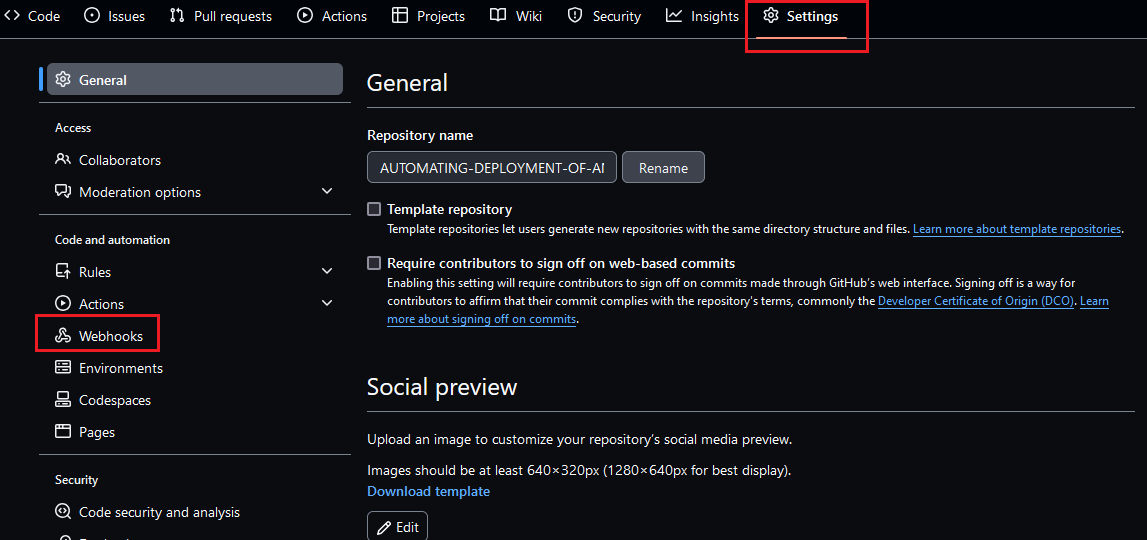 Code Issues Pull requests Actions Projects Wiki Security Insights Settings
General
Access
Collaborators
Moderation options
Code and automation
Rules
Actions
Webhooks
Environments
Codespaces
Pages
Security
Code security and analysis
General
Repository name
AUTOMATING-DEPLOYMENT-OF-A
Rename
Template repository
Template repositories let users generate new repositories with the same directory structure and files. Learn more about template repositories.
Require contributors to sign off on web-based commits
Enabling this setting will require contributors to sign off on commits made through GitHub's web interface. Signing off is a way for
contributors to affirm that their commit complies with the repository's terms, commonly the Developer Certificate of Origin (DCO). Learn
more about signing off on commits.
Social preview
Upload an image to customize your repository's social media preview.
Images should be at least 640×320px (1280×640px for best display).
Download template
Edit